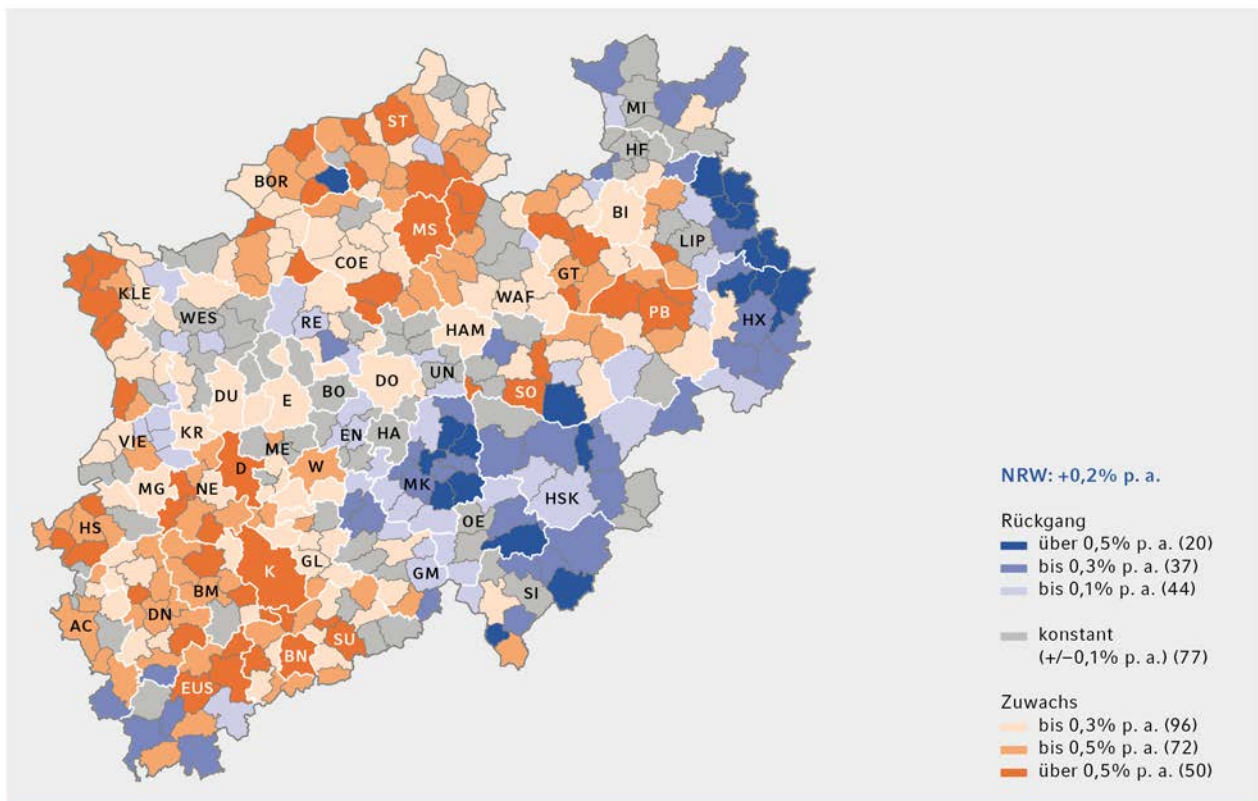 MI
HF
ST
BOR
BI
MS
LIP
COE
GT
KLE
WAF
PB
WES
RE
HAM
HX
DO
UN
DU
E
BO
SO
VIE
KR
EN
HA
ME
D
W
MG
NE
MK
HSK
HS
OE
GL
K
GM
BM
SI
DN
AC
SU
BN
EUS
NRW: +0,2% p. a.
Rückgang
über 0,5% p. a. (20)
bis 0,3% p. a. (37)
bis 0,1% p. a. (44)
konstant
(+/–0,1% p. a.) (77)
Zuwachs
bis 0,3% p. a. (96)
bis 0,5% p. a. (72)
über 0,5% p. a. (50)